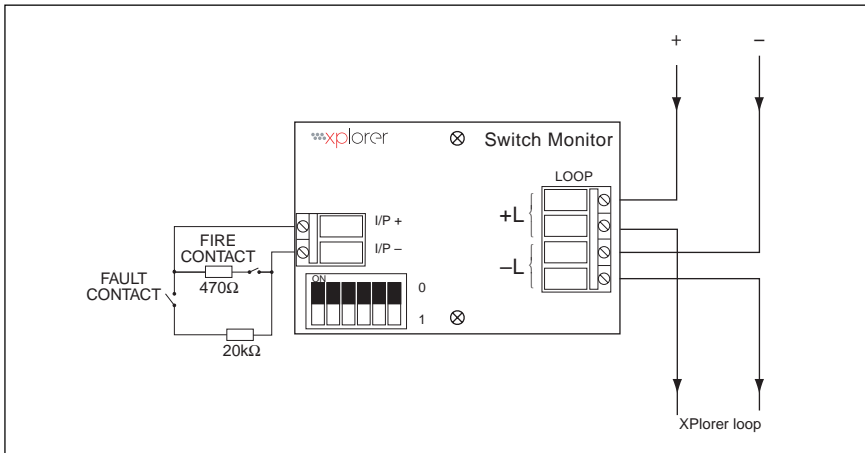 + –
xplorer Switch Monitor
LOOP
+L
–L
I/P +
I/P –
FIRE
CONTACT
470Ω
FAULT
CONTACT
20kΩ
ON
0
1
XPlorer loop